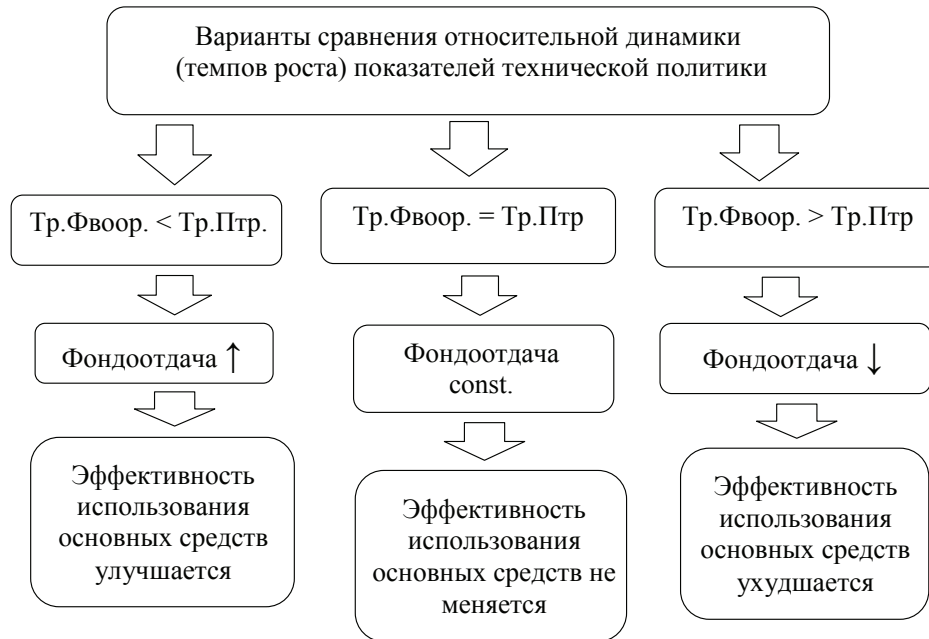 Варианты сравнения относительной динамики
(темпов роста) показателей технической политики
Тр.Фвоор. < Тр.Птр.
Тр.Фвоор. = Тр.Птр
Тр.Фвоор. > Тр.Птр
Фондоотдача ↑
Фондоотдача
const.
Фондоотдача ↓
Эффективность
использования
основных средств
улучшается
Эффективность
использования
основных средств не
меняется
Эффективность
использования
основных средств
ухудшается